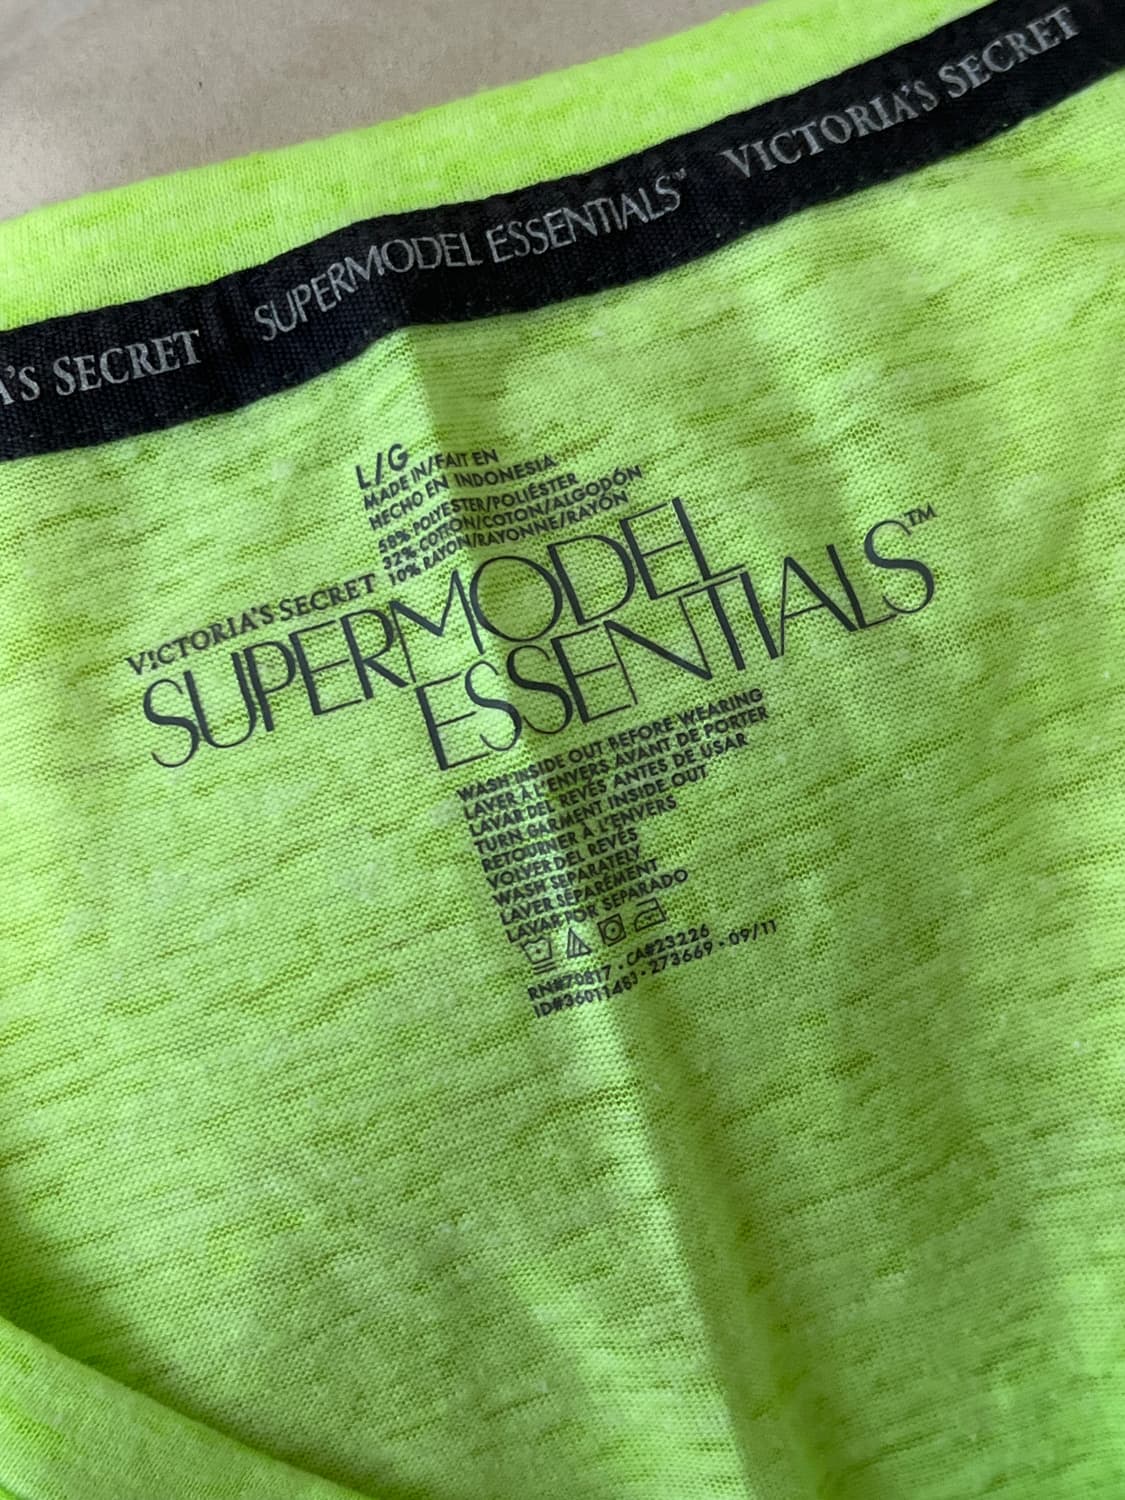 VICTORIA'S SECRET
SUPERMODEL ESSENTIALS™
'S SECRET
L/G
MADE IN/FAIT EN
HECHO EN INDONESIA
58% POLYESTER/POLIÉSTER
32% COTTON/COTON/ALGODÓN
10% RAYON/RAYONNE/RAYÓN
VICTORIA'S SECRET
SUPERMODEL
ESSENTIALS™
WASH INSIDE OUT BEFORE WEARING
LAVER À L'ENVERS AVANT DE PORTER
LAVAR DEL REVÉS ANTES DE USAR
TURN GARMENT INSIDE OUT
RETOURNER À L'ENVERS
VOLVER DEL REVÉS
WASH SEPARATELY
LAVER SÉPARÉMENT
LAVAR POR SEPARADO
RN#70817 · CA#23226
273669 · 09/11